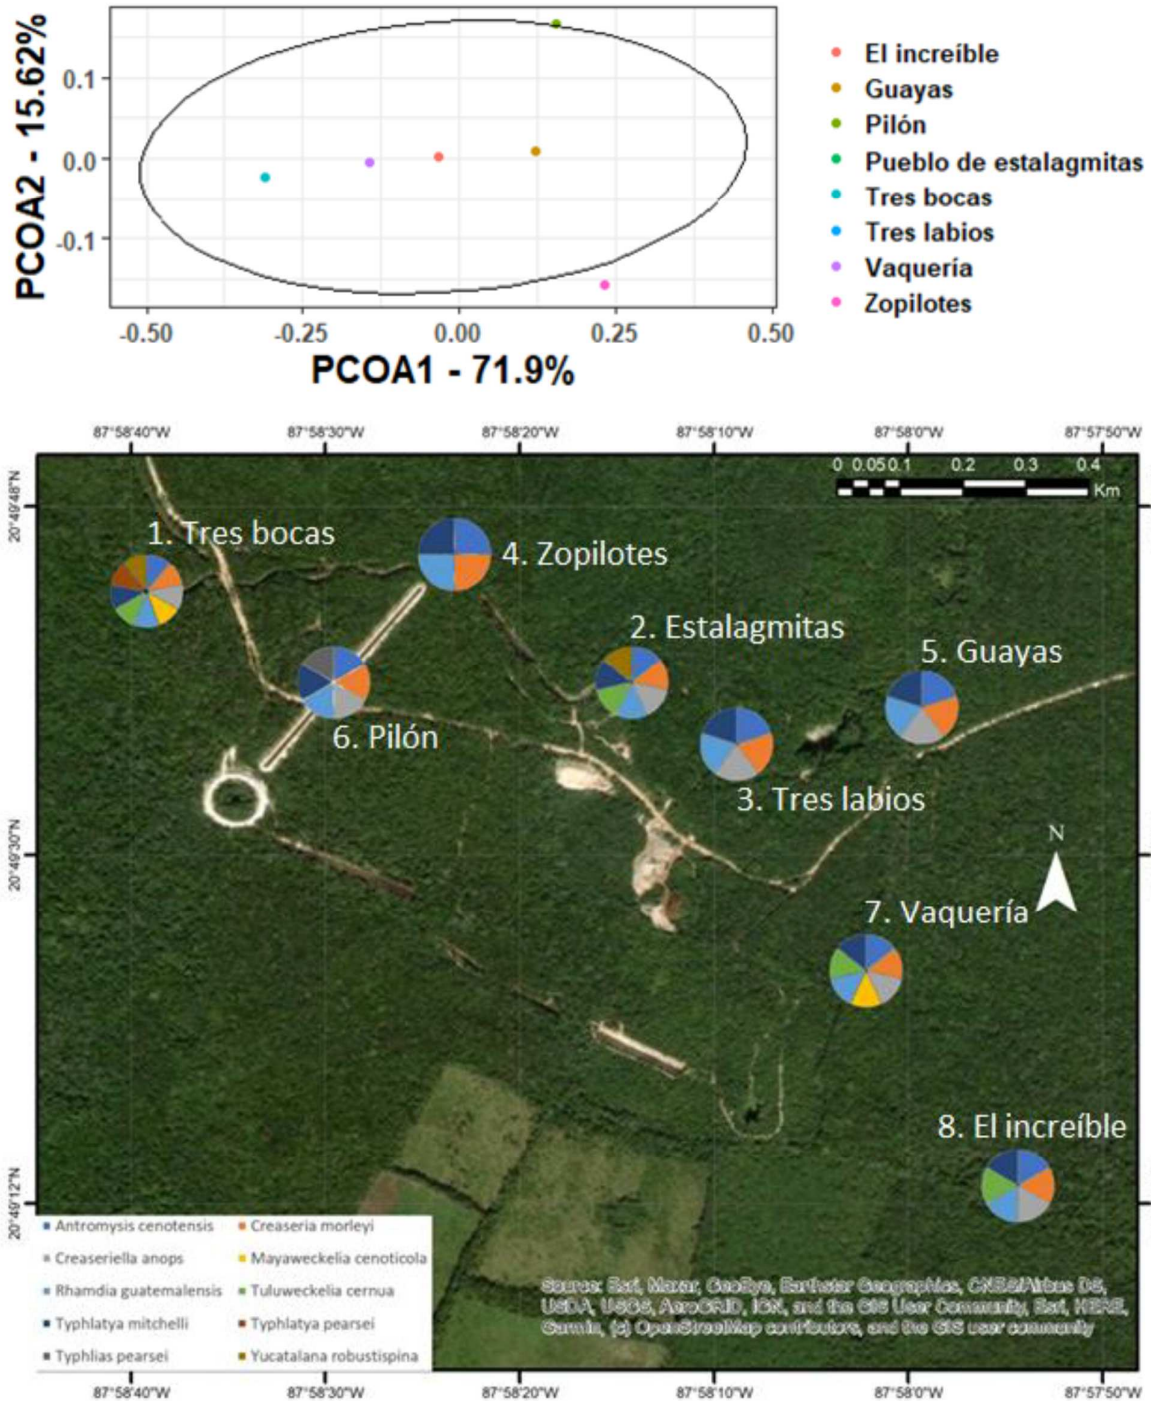 PCOA2 - 15.62%
0.1
0.0
-0.1
-0.50
-0.25
0.00
0.25
0.50
PCOA1 - 71.9%
El increíble
Guayas
Pilón
Pueblo de estalagmitas
Tres bocas
Tres labios
Vaquería
Zopilotes
87°58'40"W
87°58'30"W
87°58'20"W
87°58'10"W
87°58'0"W
87°57'50"W
20°49'48"N
20°49'30"N
20°49'12"N
0 0.05 0.1 0.2 0.3 0.4
Km
1. Tres bocas
4. Zopilotes
2. Estalagmitas
5. Guayas
6. Pilón
3. Tres labios
N
7. Vaquería
8. El increíble
Antromysis cenotensis
Creaseria morleyi
Creaseriella anops
Mayaweckelia cenoticola
Rhamdia guatemalensis
Tuluweckelia cernua
Typhlatya mitchelli
Typhlatya pearsei
Typhlias pearsei
Yucatalana robustispina
Source: Esri, Maxar, GeoEye, Earthstar Geographics, CNES/Airbus DS,
USDA, USGS, AeroGRID, IGN, and the GIS User Community, Esri, HERE,
Garmin, (c) OpenStreetMap contributors, and the GIS user community
87°58'40"W
87°58'30"W
87°58'20"W
87°58'10"W
87°58'0"W
87°57'50"W